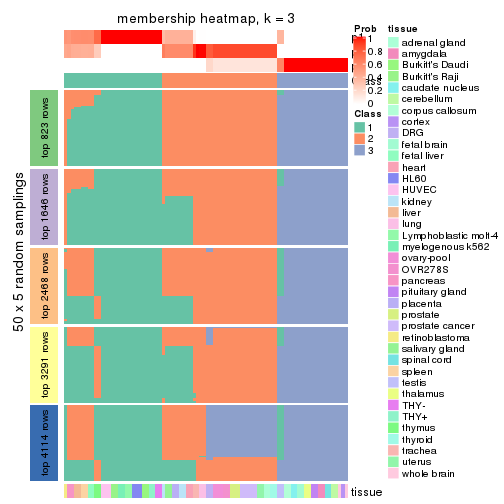 membership heatmap, k = 3
50 x 5 random samplings
top 823 rows
top 1646 rows
top 2468 rows
top 3291 rows
top 4114 rows
tissue
Prob
1
0.8
0.6
0.4
0.2
0
Class
1
2
3
tissue
adrenal gland
amygdala
Burkitt's Daudi
Burkitt's Raji
caudate nucleus
cerebellum
corpus callosum
cortex
DRG
fetal brain
fetal liver
heart
HL60
HUVEC
kidney
liver
lung
Lymphoblastic molt-4
myelogenous k562
ovary-pool
OVR278S
pancreas
pituitary gland
placenta
prostate
prostate cancer
retinoblastoma
salivary gland
spinal cord
spleen
testis
thalamus
THY-
THY+
thymus
thyroid
trachea
uterus
whole brain